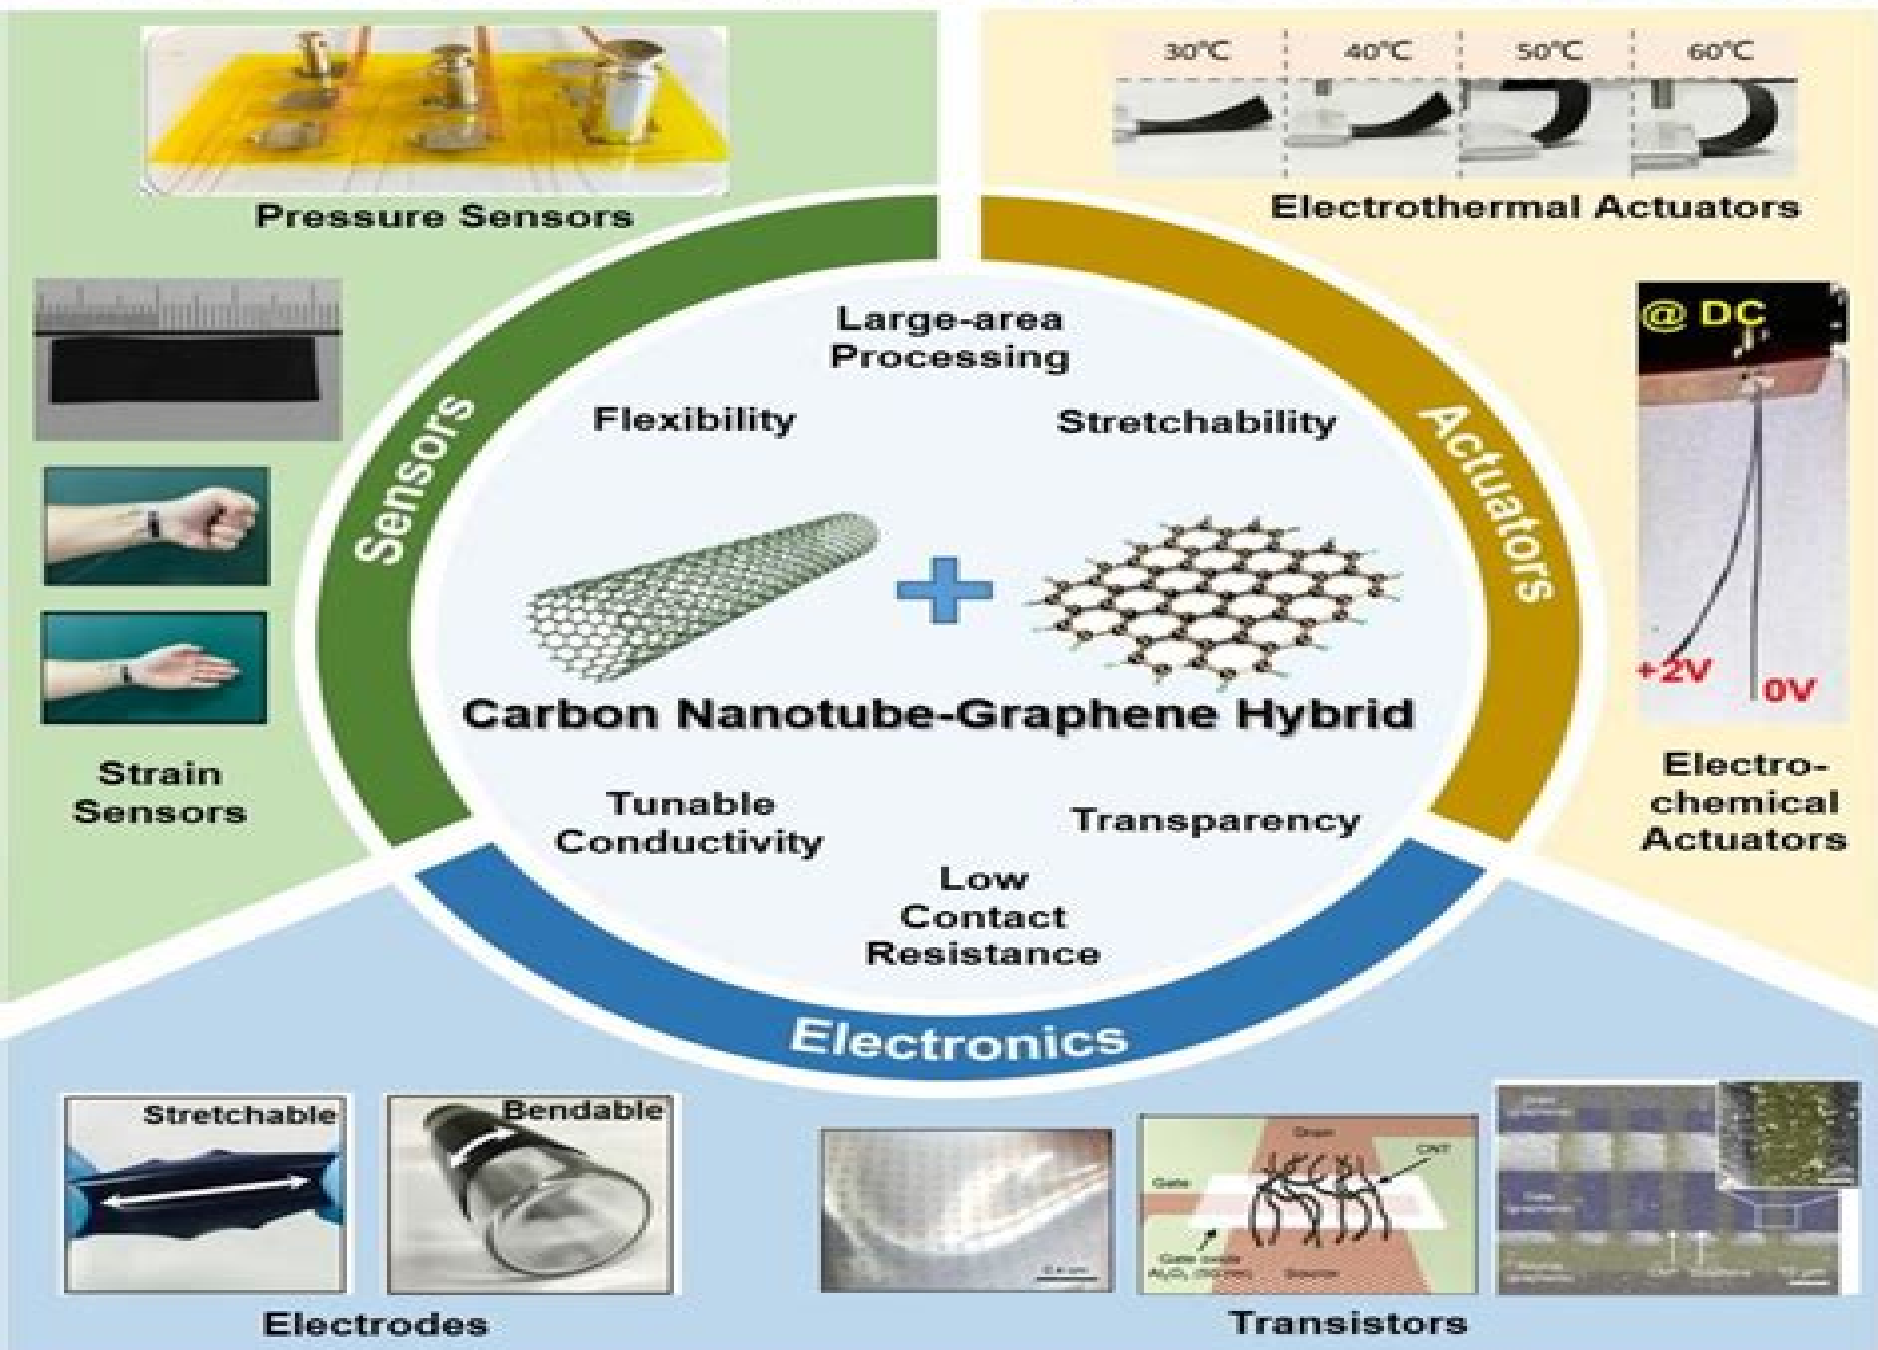 30°C
40°C
50°C
60°C
Pressure Sensors
Electrothermal Actuators
@ DC
+2V
0V
Sensors
Actuators
Large-area
Processing
Flexibility
Stretchability
Carbon Nanotube-Graphene Hybrid
Strain
Sensors
Electro-
chemical
Actuators
Tunable
Conductivity
Transparency
Low
Contact
Resistance
Electronics
Stretchable
Bendable
Drain
CNT
Gate
Gate oxide
Source
Electrodes
Transistors